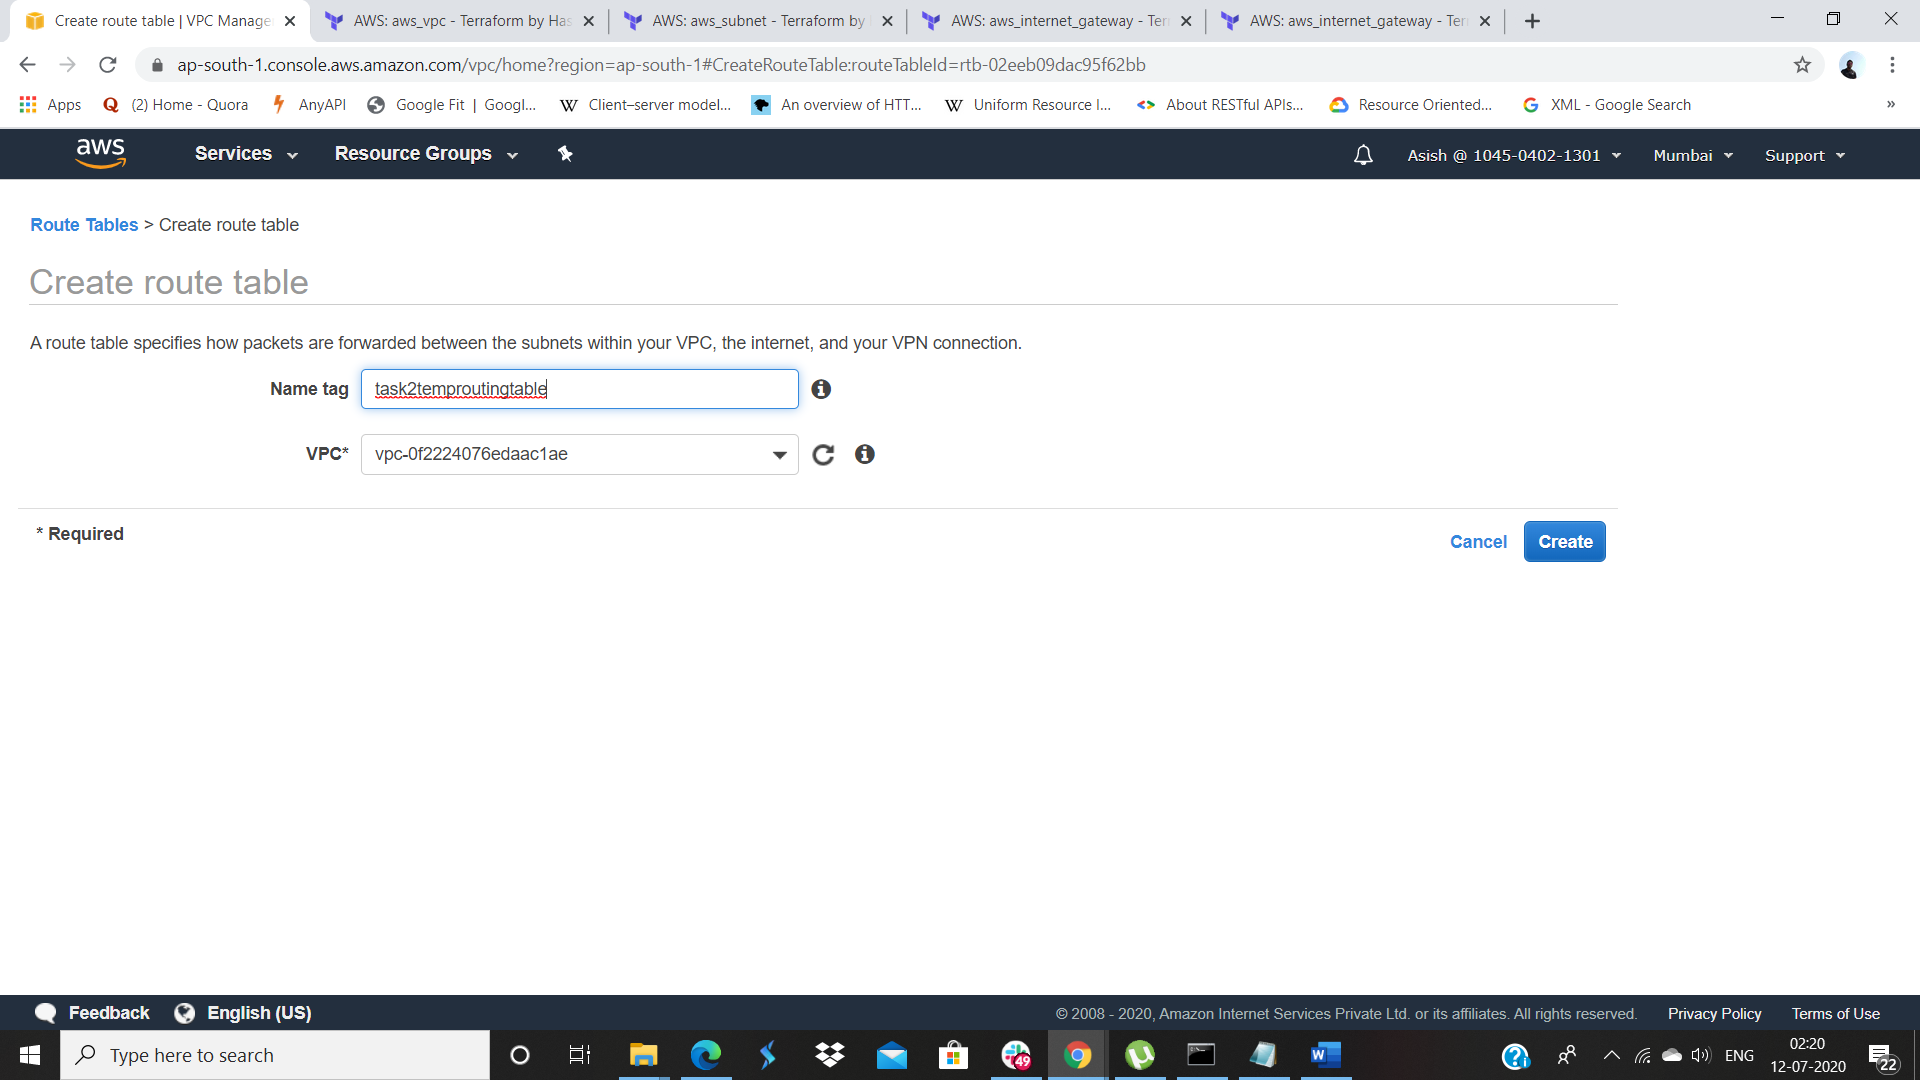 Create route table | VPC Manage
AWS: aws_vpc - Terraform by Has
AWS: aws_subnet - Terraform by
AWS: aws_internet_gateway - Ter
AWS: aws_internet_gateway - Ter
ap-south-1.console.aws.amazon.com/vpc/home?region=ap-south-1#CreateRouteTable:routeTableId=rtb-02eeb09dac95f62bb
Apps
(2) Home - Quora
AnyAPI
Google Fit | Googl...
Client–server model...
An overview of HTT...
Uniform Resource I...
About RESTful APIs...
Resource Oriented...
XML - Google Search
»
aws
Services
Resource Groups
Asish @ 1045-0402-1301
Mumbai
Support
Route Tables > Create route table
Create route table
A route table specifies how packets are forwarded between the subnets within your VPC, the internet, and your VPN connection.
Name tag task2temproutingtable
VPC* vpc-0f2224076edaac1ae
* Required
Cancel
Create
Feedback
English (US)
© 2008 - 2020, Amazon Internet Services Private Ltd. or its affiliates. All rights reserved.
Privacy Policy
Terms of Use
Type here to search
49
ENG
02:20
12-07-2020
22